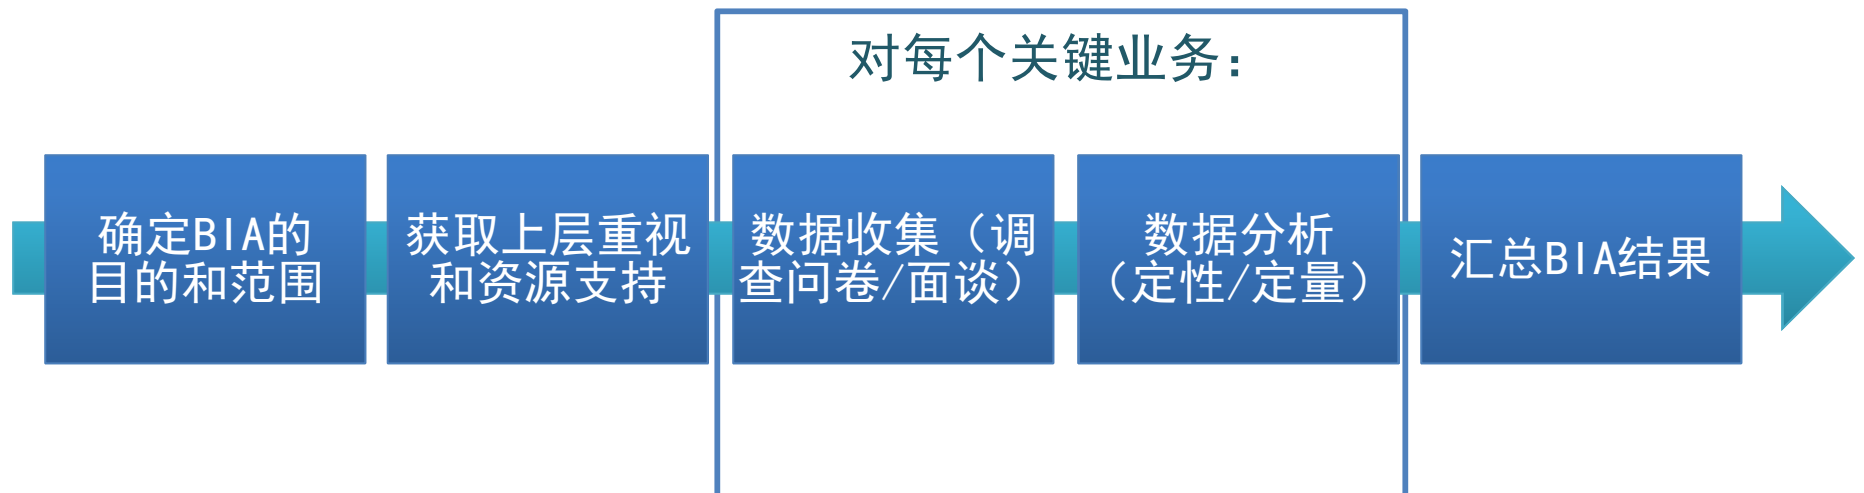 对每个关键业务：
确定BIA的
目的和范围
获取上层重视
和资源支持
数据收集（调
查问卷/面谈）
数据分析
（定性/定量）
汇总BIA结果